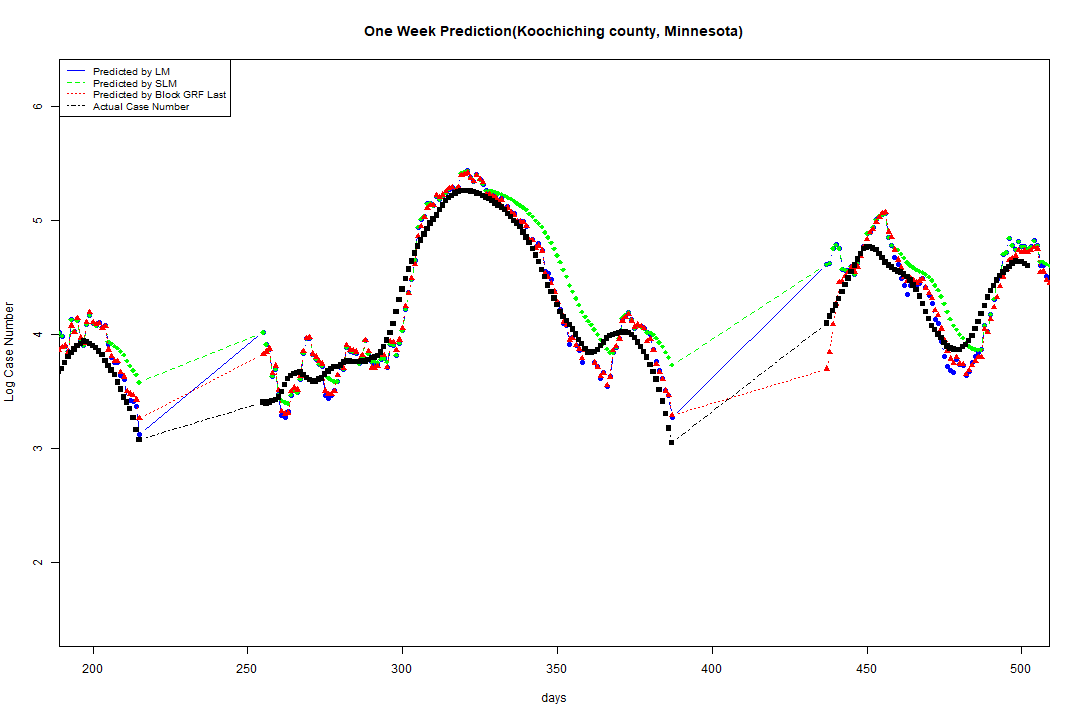 One Week Prediction(Koochiching county, Minnesota)
Predicted by LM
Predicted by SLM
Predicted by Block GRF Last
Actual Case Number
6
5
4
3
2
Log Case Number
200 250 300 350 400 450 500
days